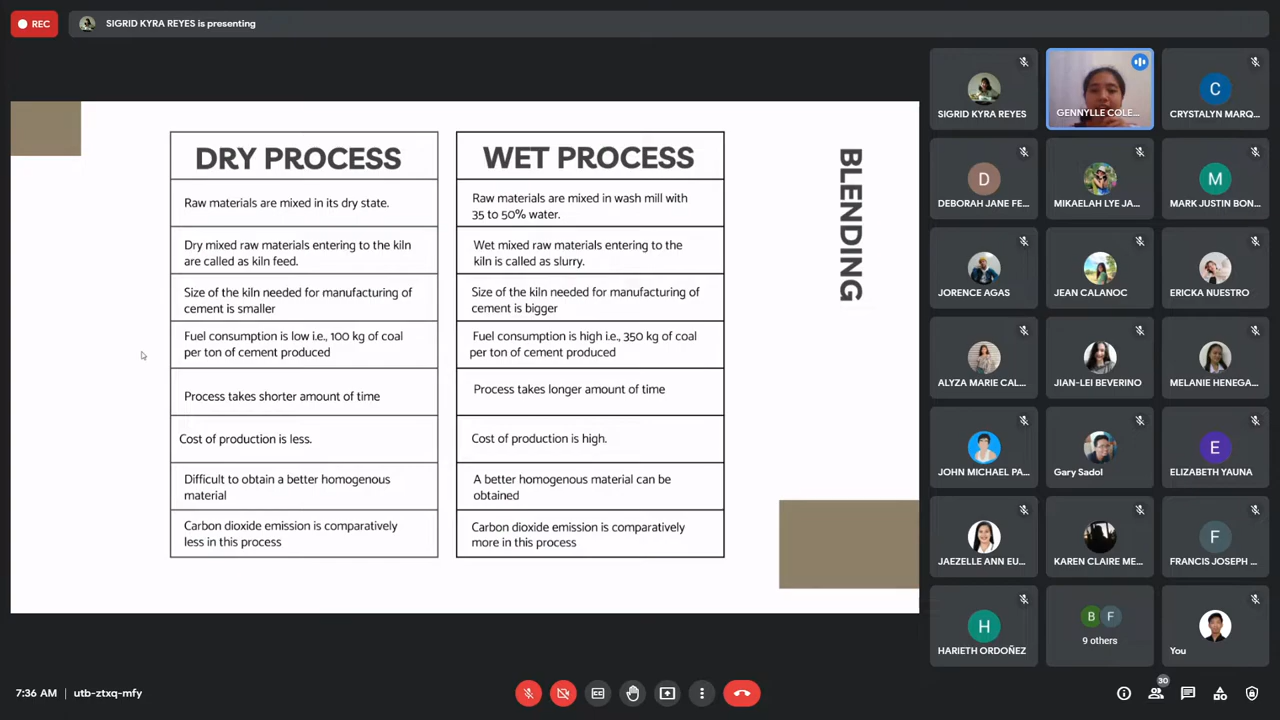 REC
SIGRID KYRA REYES is presenting
DRY PROCESS
Raw materials are mixed in its dry state.
Dry mixed raw materials entering to the kiln
are called as kiln feed.
Size of the kiln needed for manufacturing of
cement is smaller
Fuel consumption is low i.e., 100 kg of coal
per ton of cement produced
Process takes shorter amount of time
Cost of production is less.
Difficult to obtain a better homogenous
material
Carbon dioxide emission is comparatively
less in this process
WET PROCESS
Raw materials are mixed in wash mill with
35 to 50% water.
Wet mixed raw materials entering to the
kiln is called as slurry.
Size of the kiln needed for manufacturing of
cement is bigger
Fuel consumption is high i.e., 350 kg of coal
per ton of cement produced
Process takes longer amount of time
Cost of production is high.
A better homogenous material can be
obtained
Carbon dioxide emission is comparatively
more in this process
BLENDING
SIGRID KYRA REYES
GENNYLLE COLE...
C
CRYSTALYN MARQ...
D
DEBORAH JANE FE...
MIKAELAH LYE JA...
M
MARK JUSTIN BON...
JORENCE AGAS
JEAN CALANOC
ERICKA NUESTRO
ALYZA MARIE CAL...
JIAN-LEI BEVERINO
MELANIE HENEGA...
JOHN MICHAEL PA...
Gary Sadol
E
ELIZABETH YAUNA
JAEZELLE ANN EU...
KAREN CLAIRE ME...
F
FRANCIS JOSEPH ...
H
HARIETH ORDOÑEZ
B F
9 others
You
7:36 AM | utb-ztxq-mfy
30